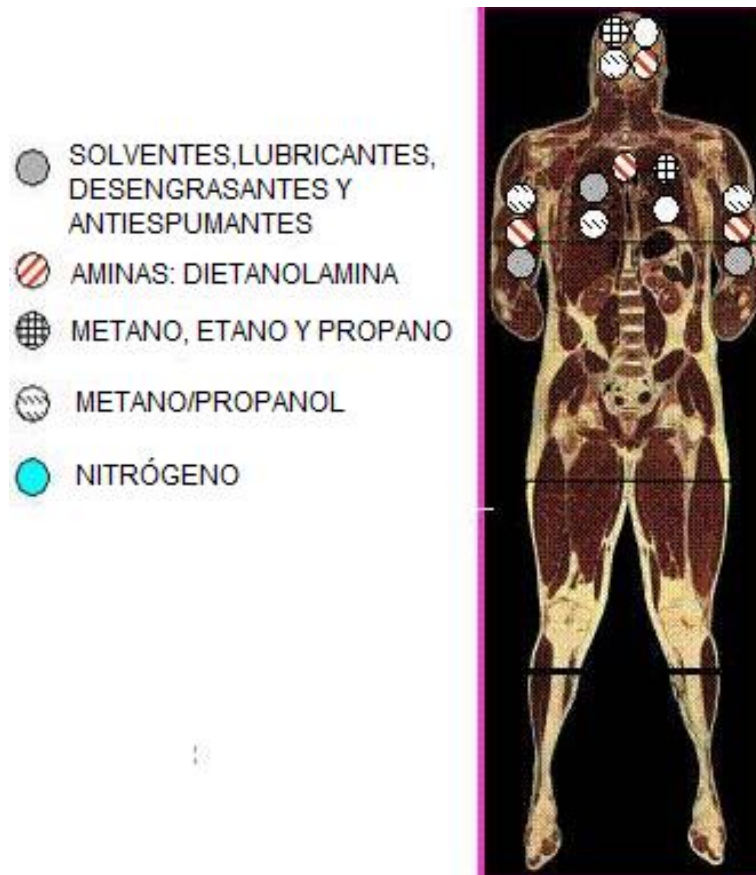 SOLVENTES,LUBRICANTES,
DESENGRASANTES Y
ANTIESPUMANTES
AMINAS: DIETANOLAMINA
METANO, ETANO Y PROPANO
METANO/PROPANOL
NITRÓGENO